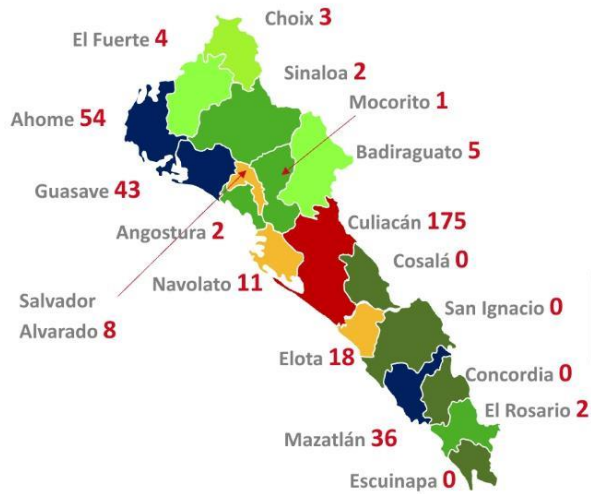 Choix 3
El Fuerte 4
Sinaloa 2
Mocorito 1
Ahome 54
Badiraguato 5
Guasave 43
Culiacán 175
Angostura 2
Cosalá 0
Navolato 11
Salvador
Alvarado 8
San Ignacio 0
Elota 18
Concordia 0
El Rosario 2
Mazatlán 36
Escuinapa 0